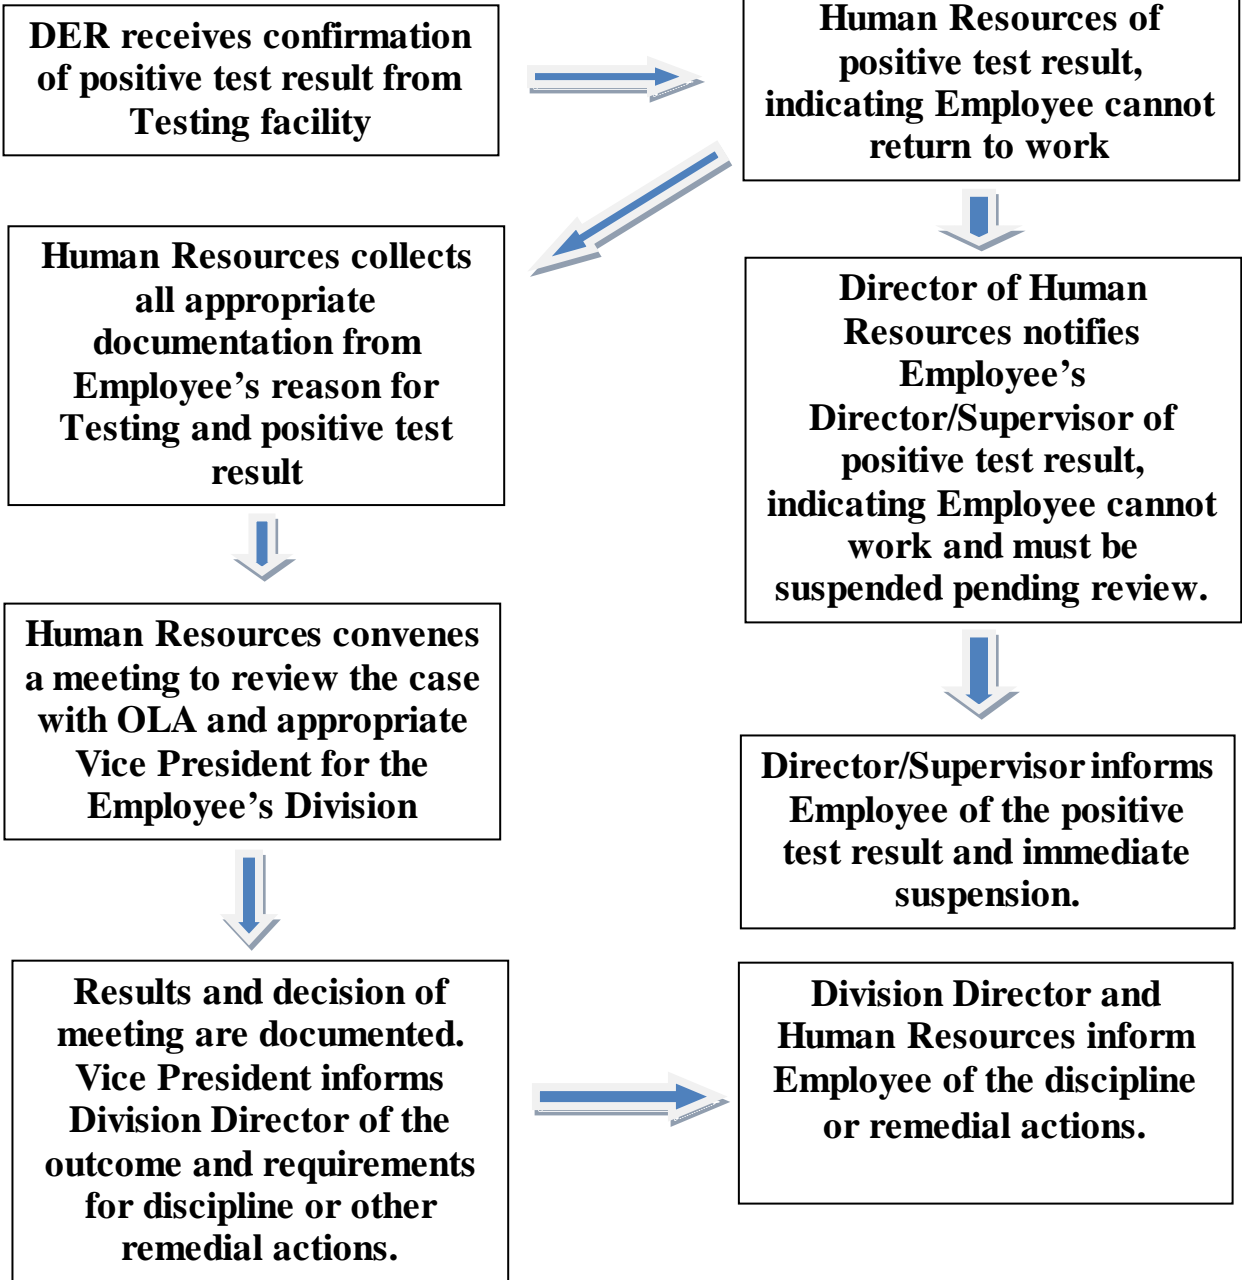 DER receives confirmation
of positive test result from
Testing facility
Human Resources of
positive test result,
indicating Employee cannot
return to work
Human Resources collects
all appropriate
documentation from
Employee’s reason for
Testing and positive test
result
Director of Human
Resources notifies
Employee’s
Director/Supervisor of
positive test result,
indicating Employee cannot
work and must be
suspended pending review.
Human Resources convenes
a meeting to review the case
with OLA and appropriate
Vice President for the
Employee’s Division
Director/Supervisor informs
Employee of the positive
test result and immediate
suspension.
Results and decision of
meeting are documented.
Vice President informs
Division Director of the
outcome and requirements
for discipline or other
remedial actions.
Division Director and
Human Resources inform
Employee of the discipline
or remedial actions.